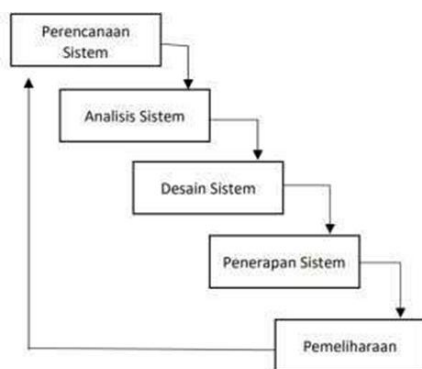 Perencanaan
Sistem
Analisis Sistem
Desain Sistem
Penerapan Sistem
Pemeliharaan